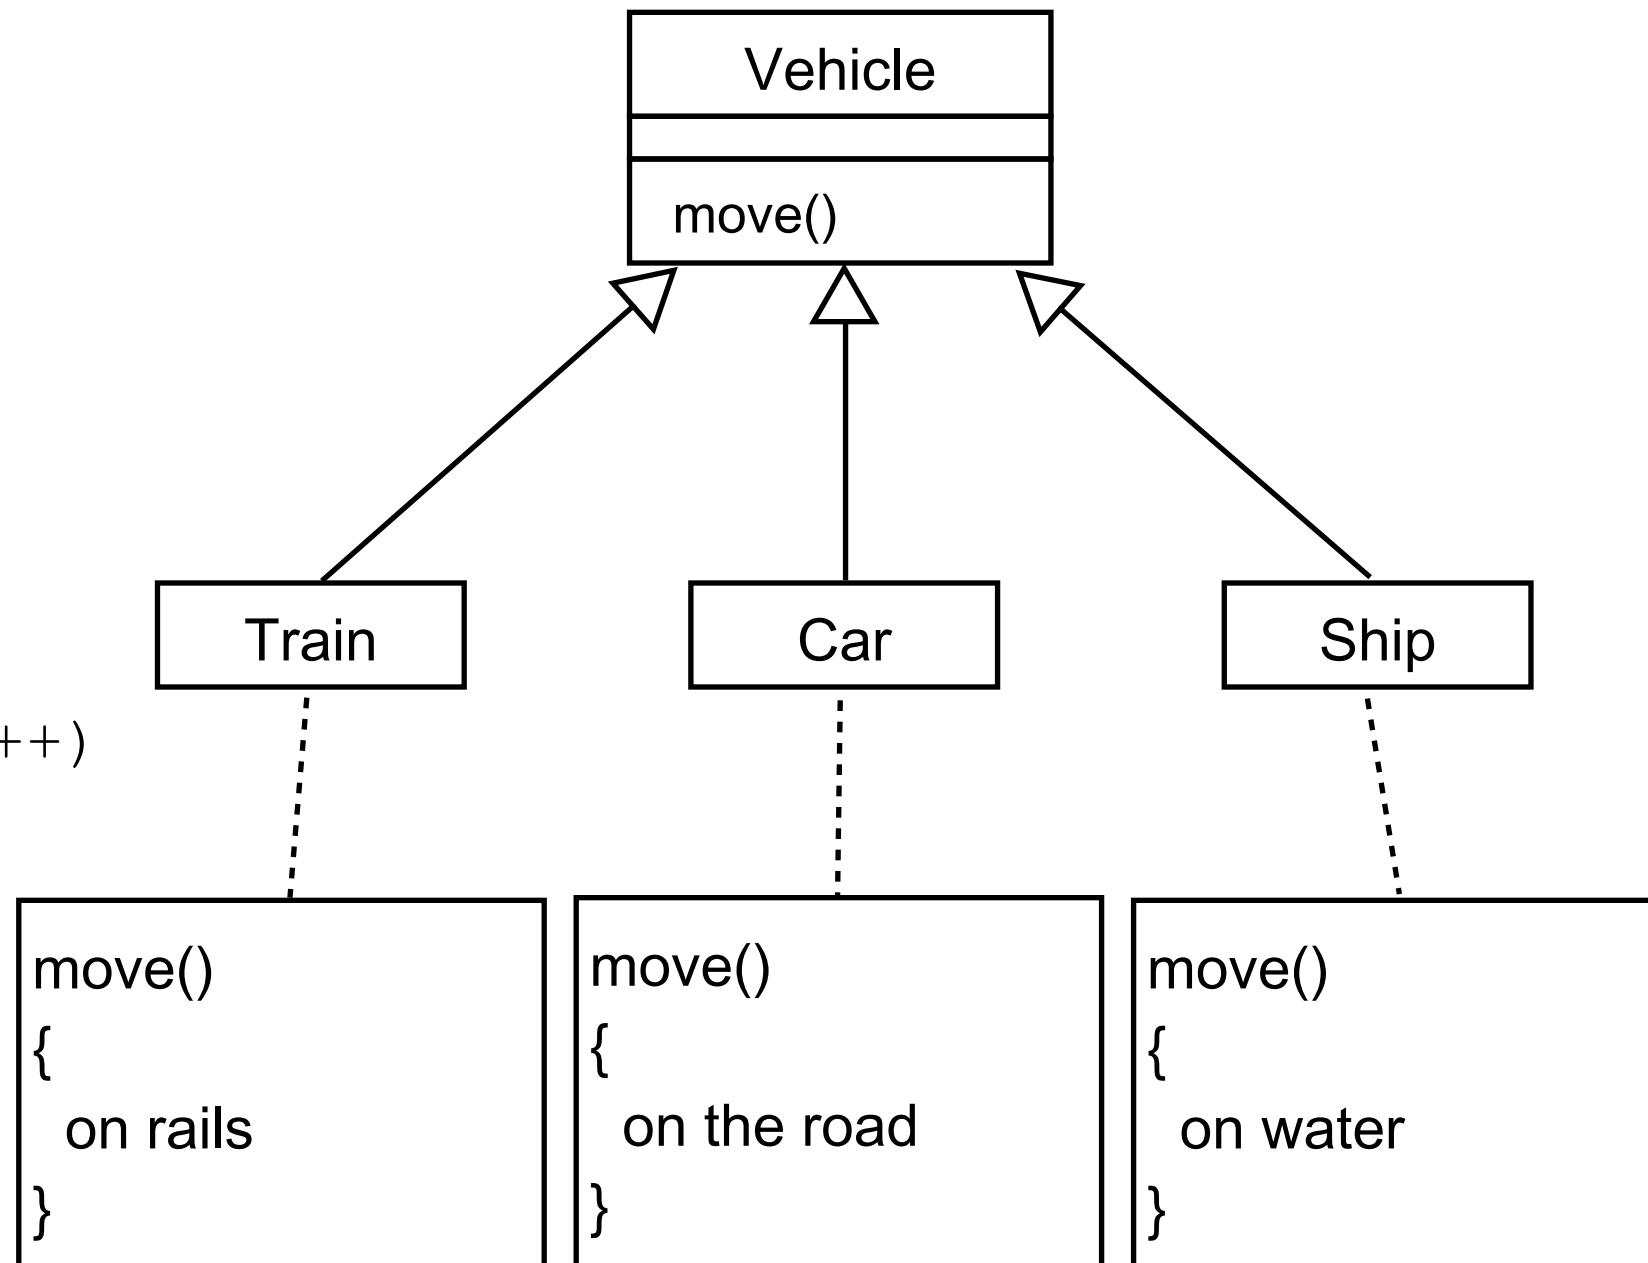 Vehicle
move()
Train
Car
Ship
++)
move()
{
on rails
}
move()
{
on the road
}
move()
{
on water
}